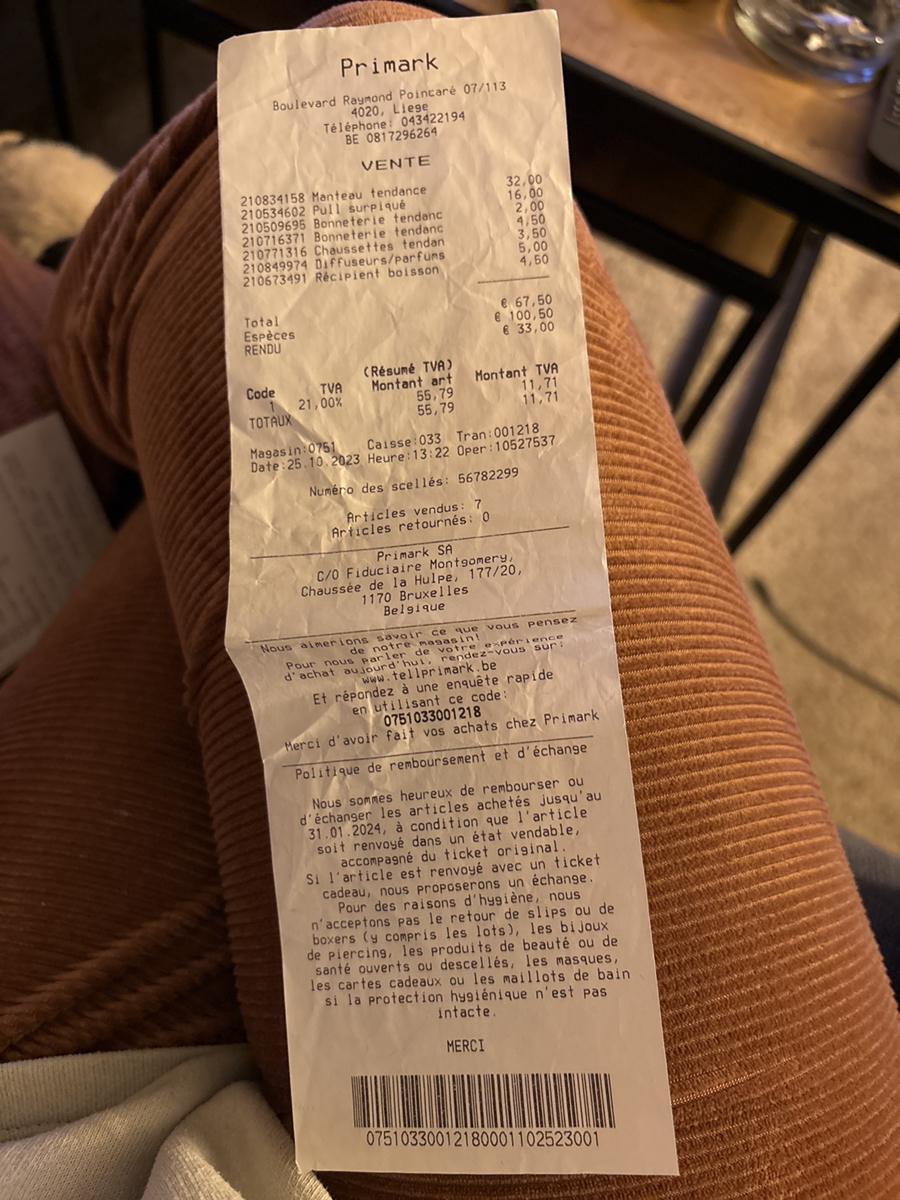 Primark
Boulevard Raymond Poincaré 07/113
4020, Liege
Téléphone: 043422194
BE 0817296264
VENTE
210834158 Manteau tendance 32,00
210534602 Pull surpiqué 16,00
210509695 Bonneterie tendanc 2,00
210716371 Bonneterie tendanc 4,50
210771316 Chaussettes tendan 3,50
210849974 Diffuseurs/parfums 5,00
210673491 Récipient boisson 4,50
Total € 67,50
Espèces € 100,50
RENDU € 33,00
(Résumé TVA)
Code TVA Montant art Montant TVA
1 21,00% 55,79 11,71
TOTAUX 55,79 11,71
Magasin:0751 Caisse:033 Tran:001218
Date:25.10.2023 Heure:13:22 Oper:10527537
Numéro des scellés: 56782299
Articles vendus: 7
Articles retournés: 0
Primark SA
C/O Fiduciaire Montgomery,
Chaussée de la Hulpe, 177/20,
1170 Bruxelles
Belgique
Nous aimerions savoir ce que vous pensez
de notre magasin!
Pour nous parler de votre expérience
d'achat aujourd'hui, rendez-vous sur:
www.tellprimark.be
Et répondez à une enquête rapide
en utilisant ce code:
0751033001218
Merci d'avoir fait vos achats chez Primark
Politique de remboursement et d'échange
Nous sommes heureux de rembourser ou
d'échanger les articles achetés jusqu'au
31.01.2024, à condition que l'article
soit renvoyé dans un état vendable,
accompagné du ticket original.
Si l'article est renvoyé avec un ticket
cadeau, nous proposerons un échange.
Pour des raisons d'hygiène, nous
n'acceptons pas le retour de slips ou de
boxers (y compris les lots), les bijoux
de piercing, les produits de beauté ou de
santé ouverts ou descellés, les masques,
les cartes cadeaux ou les maillots de bain
si la protection hygiénique n'est pas
intacte.
MERCI
07510330012180001102523001